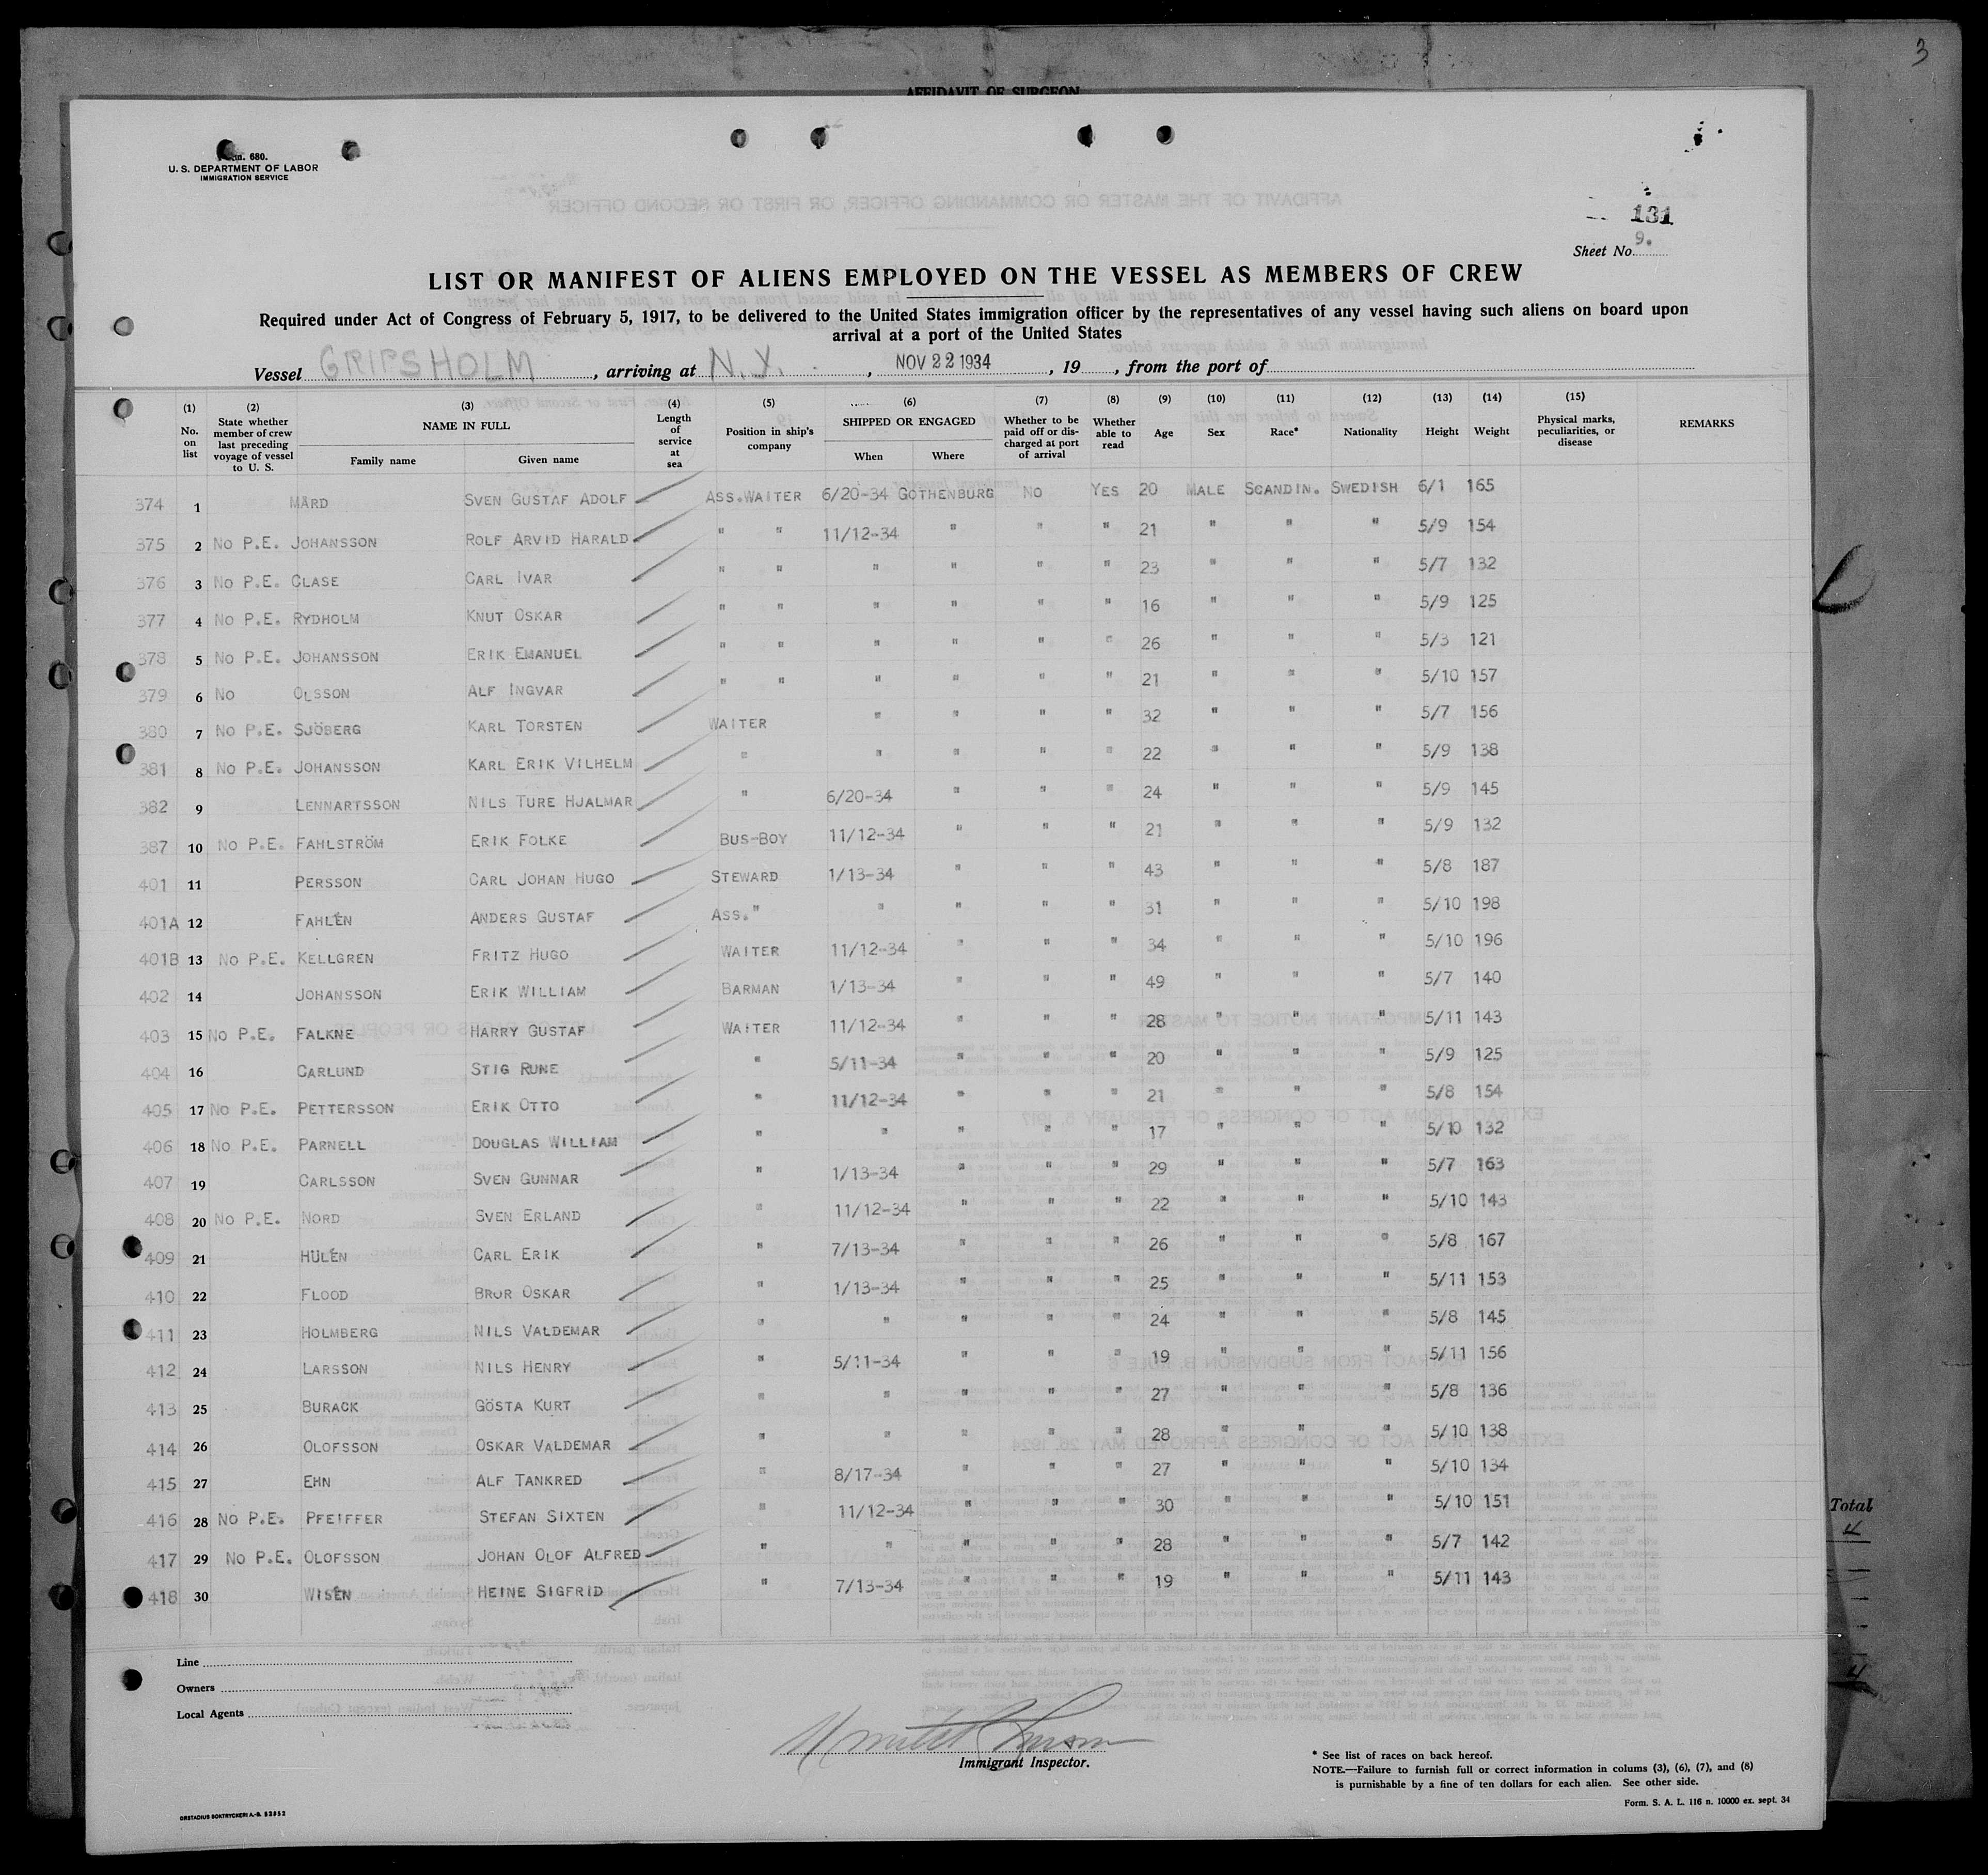 3
AFFIDAVIT OF SURGEON
680.
U. S. DEPARTMENT OF LABOR
IMMIGRATION SERVICE
131
Sheet No. 9.
LIST OR MANIFEST OF ALIENS EMPLOYED ON THE VESSEL AS MEMBERS OF CREW
Required under Act of Congress of February 5, 1917, to be delivered to the United States immigration officer by the representatives of any vessel having such aliens on board upon
arrival at a port of the United States
Vessel GRIPSHOLM, arriving at N.Y., NOV 22 1934, 19, from the port of
(1) No. on list (2) State whether member of crew last preceding voyage of vessel to U. S. (3) NAME IN FULL Family name Given name (4) Length of service at sea (5) Position in ship's company (6) SHIPPED OR ENGAGED When Where (7) Whether to be paid off or discharged at port of arrival (8) Whether able to read (9) Age (10) Sex (11) Race* (12) Nationality (13) Height (14) Weight (15) Physical marks, peculiarities, or disease REMARKS
374 1 MÅRD SVEN GUSTAF ADOLF ASS.WAITER 6/20-34 GOTHENBURG NO YES 20 MALE SCANDIN. SWEDISH 6/1 165
375 2 NO P.E. JOHANSSON ROLF ARVID HARALD " " 11/12-34 " " " 21 " " " 5/9 154
376 3 NO P.E. CLASE CARL IVAR " " " " " " 23 " " " 5/7 132
377 4 NO P.E. RYDHOLM KNUT OSKAR " " " " " " 16 " " " 5/9 125
378 5 NO P.E. JOHANSSON ERIK EMANUEL " " " " " " 26 " " " 5/3 121
379 6 NO OLSSON ALF INGVAR " " " " " " 21 " " " 5/10 157
380 7 NO P.E. SJÖBERG KARL TORSTEN WAITER " " " " 32 " " " 5/7 156
381 8 NO P.E. JOHANSSON KARL ERIK VILHELM " " " " " 22 " " " 5/9 138
382 9 LENNARTSSON NILS TURE HJALMAR " 6/20-34 " " " 24 " " " 5/9 145
387 10 NO P.E. FAHLSTRÖM ERIK FOLKE BUS-BOY 11/12-34 " " " 21 " " " 5/9 132
401 11 PERSSON CARL JOHAN HUGO STEWARD 1/13-34 " " " 43 " " " 5/8 187
401A 12 FAHLÉN ANDERS GUSTAF ASS." " " " " 31 " " " 5/10 198
401B 13 NO P.E. KELLGREN FRITZ HUGO WAITER 11/12-34 " " " 34 " " " 5/10 196
402 14 JOHANSSON ERIK WILLIAM BARMAN 1/13-34 " " " 49 " " " 5/7 140
403 15 NO P.E. FALKNE HARRY GUSTAF WAITER 11/12-34 " " " 28 " " " 5/11 143
404 16 CARLUND STIG RUNE " 5/11-34 " " " 20 " " " 5/9 125
405 17 NO P.E. PETTERSSON ERIK OTTO " 11/12-34 " " " 21 " " " 5/8 154
406 18 NO P.E. PARNELL DOUGLAS WILLIAM " " " " " 17 " " " 5/10 132
407 19 CARLSSON SVEN GUNNAR " 1/13-34 " " " 29 " " " 5/7 163
408 20 NO P.E. NORD SVEN ERLAND " 11/12-34 " " " 22 " " " 5/10 143
409 21 HULÉN CARL ERIK " 7/13-34 " " " 26 " " " 5/8 167
410 22 FLOOD BROR OSKAR " 1/13-34 " " " 25 " " " 5/11 153
411 23 HOLMBERG NILS VALDEMAR " " " " " 24 " " " 5/8 145
412 24 LARSSON NILS HENRY " 5/11-34 " " " 19 " " " 5/11 156
413 25 BURACK GÖSTA KURT " " " " " 27 " " " 5/8 136
414 26 OLOFSSON OSKAR VALDEMAR " " " " " 28 " " " 5/10 138
415 27 EHN ALF TANKRED " 8/17-34 " " " 27 " " " 5/10 134
416 28 NO P.E. PFEIFFER STEFAN SIXTEN " 11/12-34 " " " 30 " " " 5/10 151
417 29 NO P.E. OLOFSSON JOHAN OLOF ALFRED " " " " " 28 " " " 5/7 142
418 30 WISÉN HEINE SIGFRID " 7/13-34 " " " 19 " " " 5/11 143
Total
4
4
Line
Owners
Local Agents
Immigrant Inspector.
* See list of races on back hereof.
NOTE.—Failure to furnish full or correct information in colums (3), (6), (7), and (8)
is punishable by a fine of ten dollars for each alien. See other side.
Form. S. A. L. 116 n. 10000 ex. sept. 34
ORSTADIUS BOKTRYCKERI A.-B. 52952